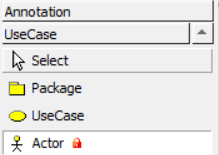 Annotation
UseCase
Select
Package
UseCase
Actor